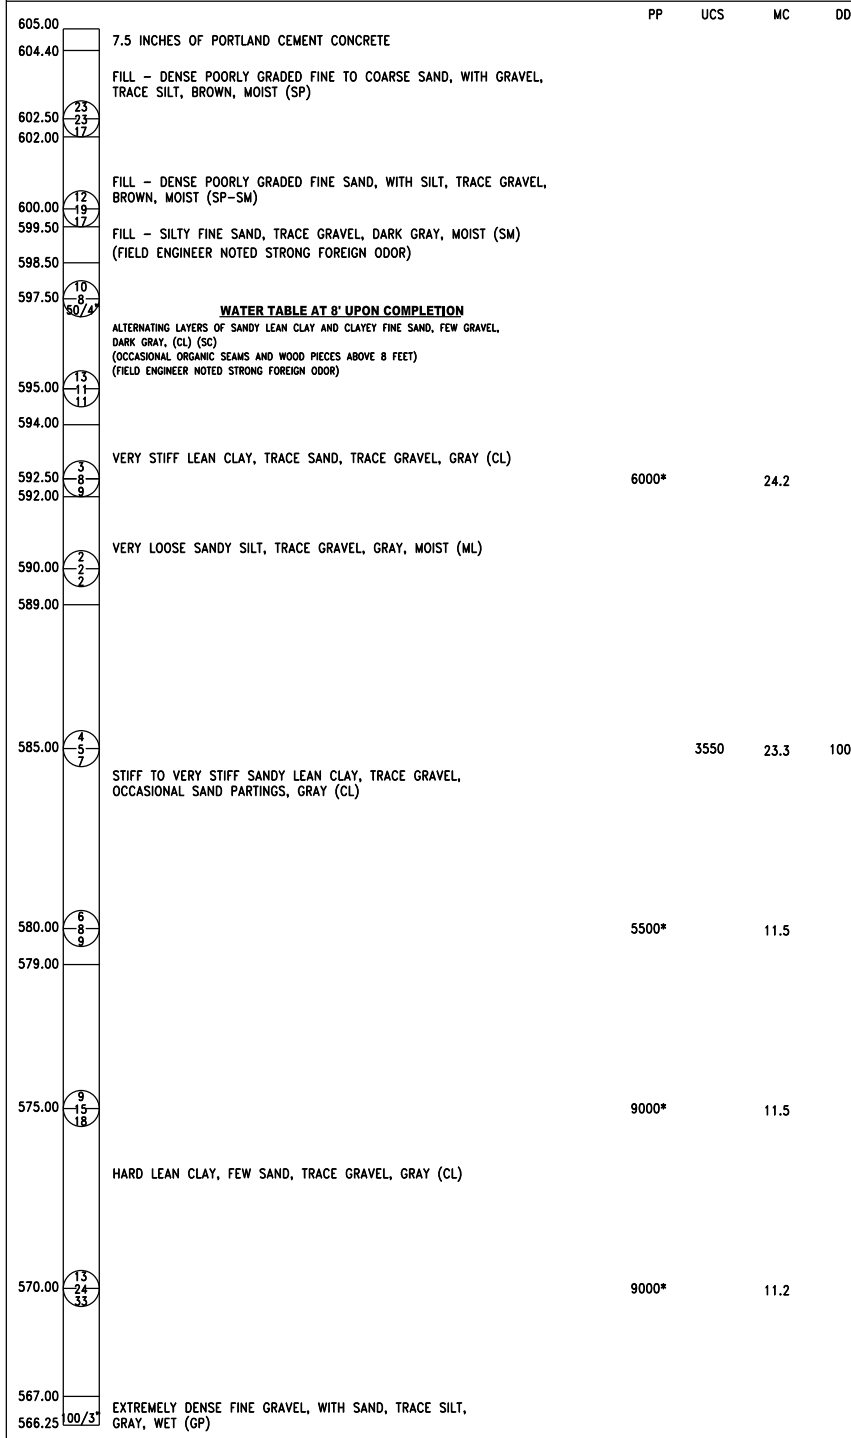 PP UCS MC DD
605.00
7.5 INCHES OF PORTLAND CEMENT CONCRETE
604.40
FILL - DENSE POORLY GRADED FINE TO COARSE SAND, WITH GRAVEL,
TRACE SILT, BROWN, MOIST (SP)
23
602.50 23
17
602.00
FILL - DENSE POORLY GRADED FINE SAND, WITH SILT, TRACE GRAVEL,
BROWN, MOIST (SP-SM)
12
600.00 19
17
599.50
FILL - SILTY FINE SAND, TRACE GRAVEL, DARK GRAY, MOIST (SM)
(FIELD ENGINEER NOTED STRONG FOREIGN ODOR)
598.50
10
597.50 8
50/4"
WATER TABLE AT 8' UPON COMPLETION
ALTERNATING LAYERS OF SANDY LEAN CLAY AND CLAYEY FINE SAND, FEW GRAVEL,
DARK GRAY, (CL) (SC)
(OCCASIONAL ORGANIC SEAMS AND WOOD PIECES ABOVE 8 FEET)
(FIELD ENGINEER NOTED STRONG FOREIGN ODOR)
13
595.00 11
11
594.00
VERY STIFF LEAN CLAY, TRACE SAND, TRACE GRAVEL, GRAY (CL)
3
592.50 8 6000* 24.2
9
592.00
VERY LOOSE SANDY SILT, TRACE GRAVEL, GRAY, MOIST (ML)
2
590.00 2
2
589.00
4
585.00 5 3550 23.3 100
7
STIFF TO VERY STIFF SANDY LEAN CLAY, TRACE GRAVEL,
OCCASIONAL SAND PARTINGS, GRAY (CL)
6
580.00 8 5500* 11.5
9
579.00
9
575.00 15 9000* 11.5
18
HARD LEAN CLAY, FEW SAND, TRACE GRAVEL, GRAY (CL)
13
570.00 24 9000* 11.2
33
567.00
EXTREMELY DENSE FINE GRAVEL, WITH SAND, TRACE SILT,
GRAY, WET (GP)
566.25 100/3"